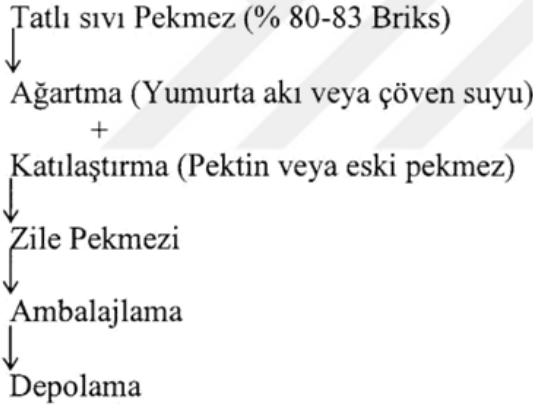 Tatlı sıvı Pekmez (% 80-83 Briks)
Ağartma (Yumurta akı veya çöven suyu)
+
Katılaştırma (Pektin veya eski pekmez)
Zile Pekmezi
Ambalajlama
Depolama